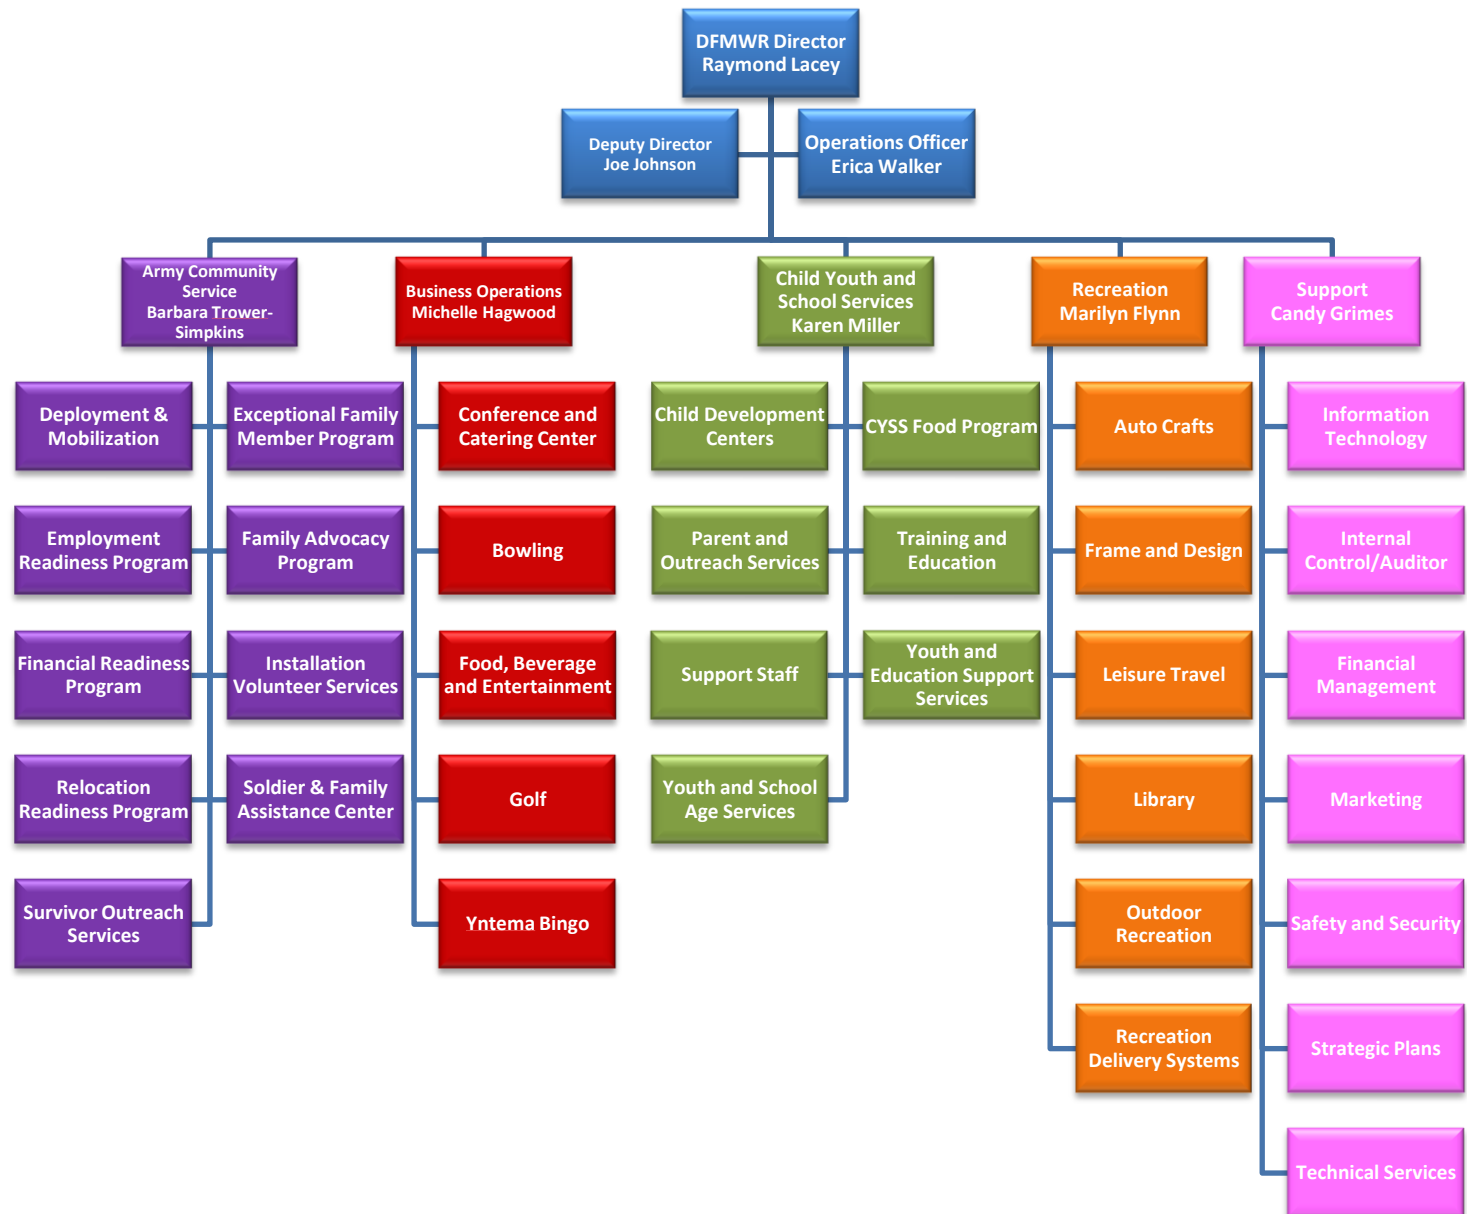 DFMWR Director
Raymond Lacey
Deputy Director
Joe Johnson
Operations Officer
Erica Walker
Army Community
Service
Barbara Trower-
Simpkins
Business Operations
Michelle Hagwood
Child Youth and
School Services
Karen Miller
Recreation
Marilyn Flynn
Support
Candy Grimes
Deployment &
Mobilization
Exceptional Family
Member Program
Conference and
Catering Center
Child Development
Centers
CYSS Food Program
Auto Crafts
Information
Technology
Employment
Readiness Program
Family Advocacy
Program
Bowling
Parent and
Outreach Services
Training and
Education
Frame and Design
Internal
Control/Auditor
Financial Readiness
Program
Installation
Volunteer Services
Food, Beverage
and Entertainment
Support Staff
Youth and
Education Support
Services
Leisure Travel
Financial
Management
Relocation
Readiness Program
Soldier & Family
Assistance Center
Golf
Youth and School
Age Services
Library
Marketing
Survivor Outreach
Services
Yntema Bingo
Outdoor
Recreation
Safety and Security
Recreation
Delivery Systems
Strategic Plans
Technical Services